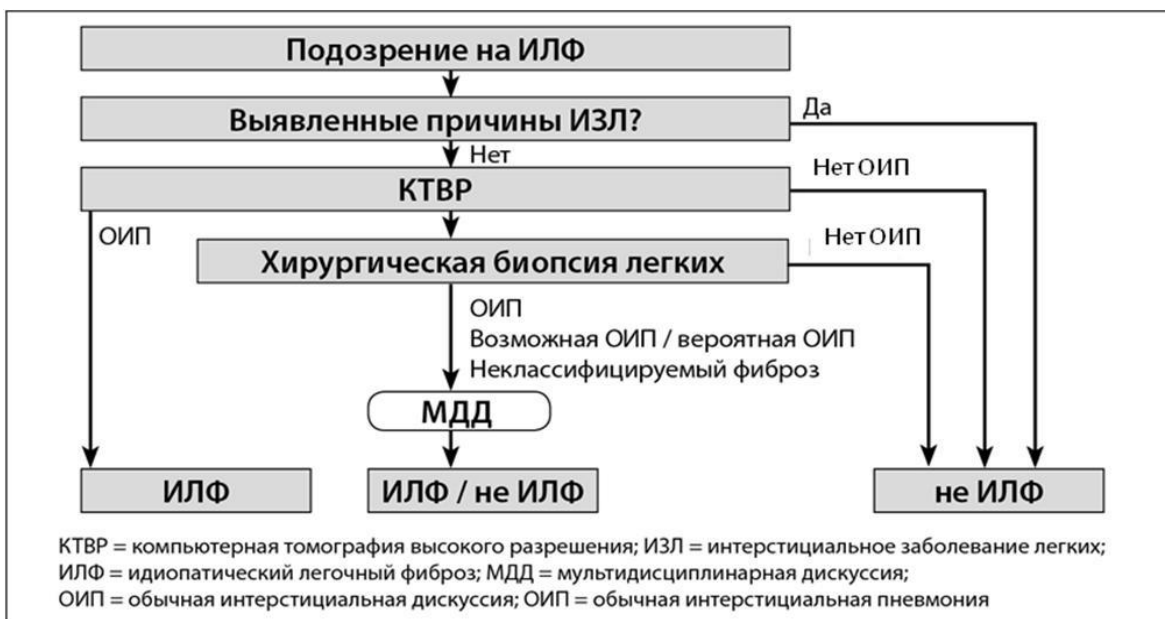 Подозрение на ИЛФ
Выявленные причины ИЗЛ?
Да
Нет
КТВР
Нет ОИП
ОИП
Хирургическая биопсия легких
Нет ОИП
ОИП
Возможная ОИП / вероятная ОИП
Неклассифицируемый фиброз
МДД
ИЛФ
ИЛФ / не ИЛФ
не ИЛФ
КТВР = компьютерная томография высокого разрешения; ИЗЛ = интерстициальное заболевание легких;
ИЛФ = идиопатический легочный фиброз; МДД = мультидисциплинарная дискуссия;
ОИП = обычная интерстициальная дискуссия; ОИП = обычная интерстициальная пневмония